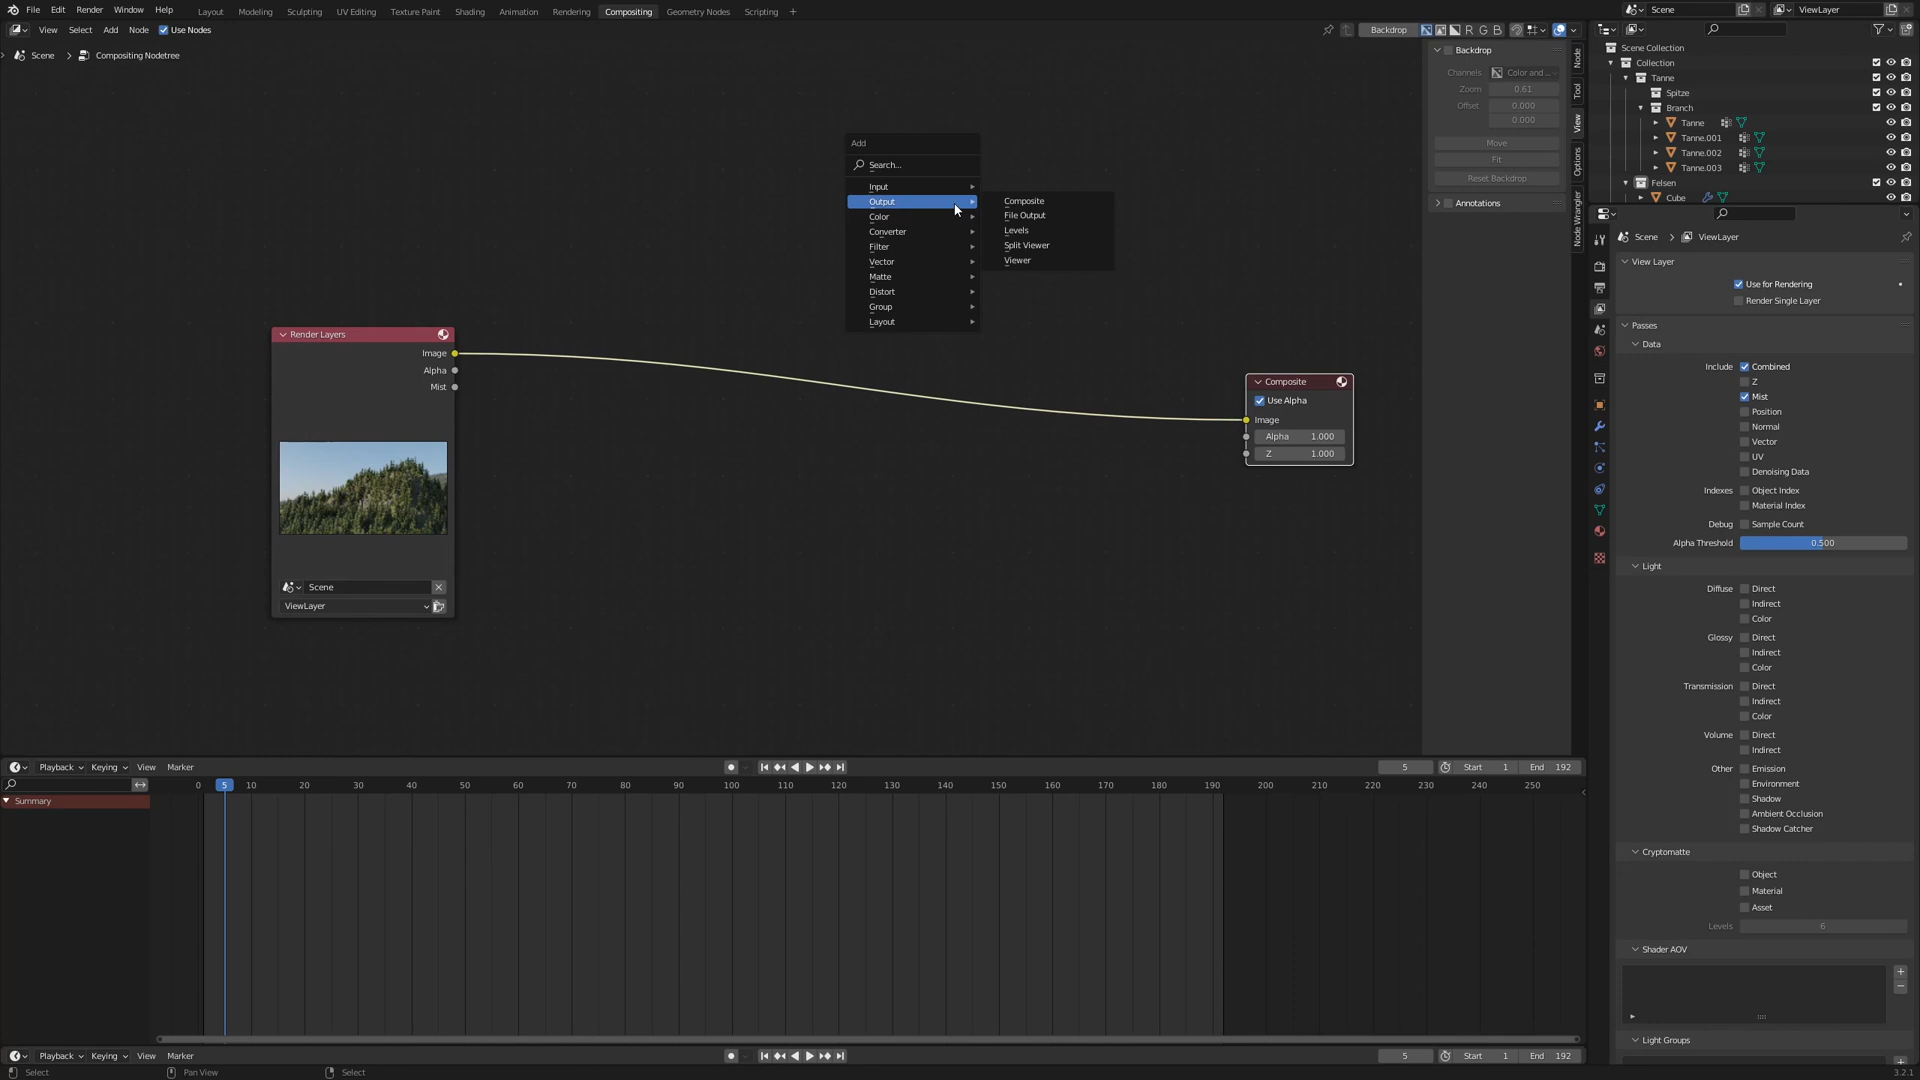 File Edit Render Window Help Layout Modeling Sculpting UV Editing Texture Paint Shading Animation Rendering Compositing Geometry Nodes Scripting + Scene ViewLayer
View Select Add Node Use Nodes Backdrop R G B
Scene > Compositing Nodetree
Backdrop
Channels Color and ...
Zoom 0.61
Offset 0.000
0.000
Move
Fit
Reset Backdrop
Annotations
Node
Tool
View
Options
Node Wrangler
Scene Collection
Collection
Tanne
Spitze
Branch
Tanne
Tanne.001
Tanne.002
Tanne.003
Felsen
Cube
Add
Search...
Input
Output
Color
Converter
Filter
Vector
Matte
Distort
Group
Layout
Composite
File Output
Levels
Split Viewer
Viewer
Render Layers
Image
Alpha
Mist
Scene
ViewLayer
Composite
Use Alpha
Image
Alpha 1.000
Z 1.000
Scene > ViewLayer
View Layer
Use for Rendering
Render Single Layer
Passes
Data
Include Combined
Z
Mist
Position
Normal
Vector
UV
Denoising Data
Indexes Object Index
Material Index
Debug Sample Count
Alpha Threshold 0.500
Light
Diffuse Direct
Indirect
Color
Glossy Direct
Indirect
Color
Transmission Direct
Indirect
Color
Volume Direct
Indirect
Other Emission
Environment
Shadow
Ambient Occlusion
Shadow Catcher
Cryptomatte
Object
Material
Asset
Levels 6
Shader AOV
Light Groups
Playback Keying View Marker 5 Start 1 End 192
0 5 10 20 30 40 50 60 70 80 90 100 110 120 130 140 150 160 170 180 190 200 210 220 230 240 250
Summary
Playback Keying View Marker 5 Start 1 End 192
Select Pan View Select 3.2.1